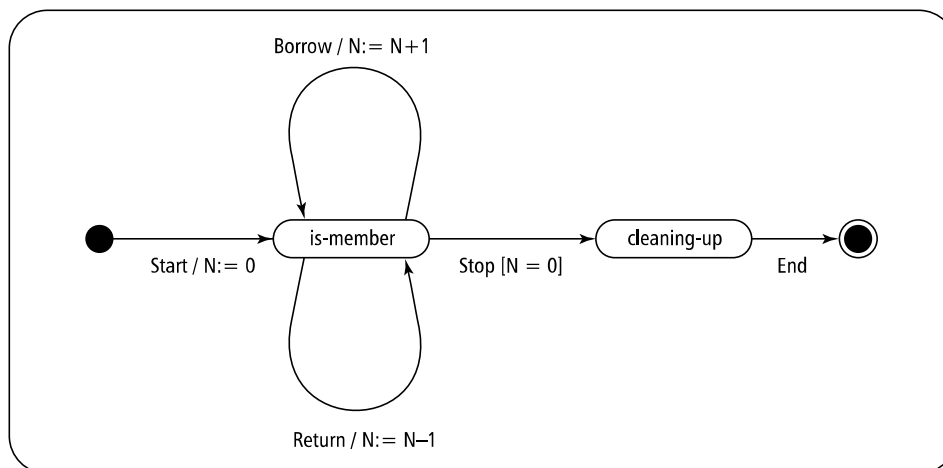 Borrow / N:= N+1
is-member
cleaning-up
Start / N:= 0
Stop [N = 0]
End
Return / N:= N–1